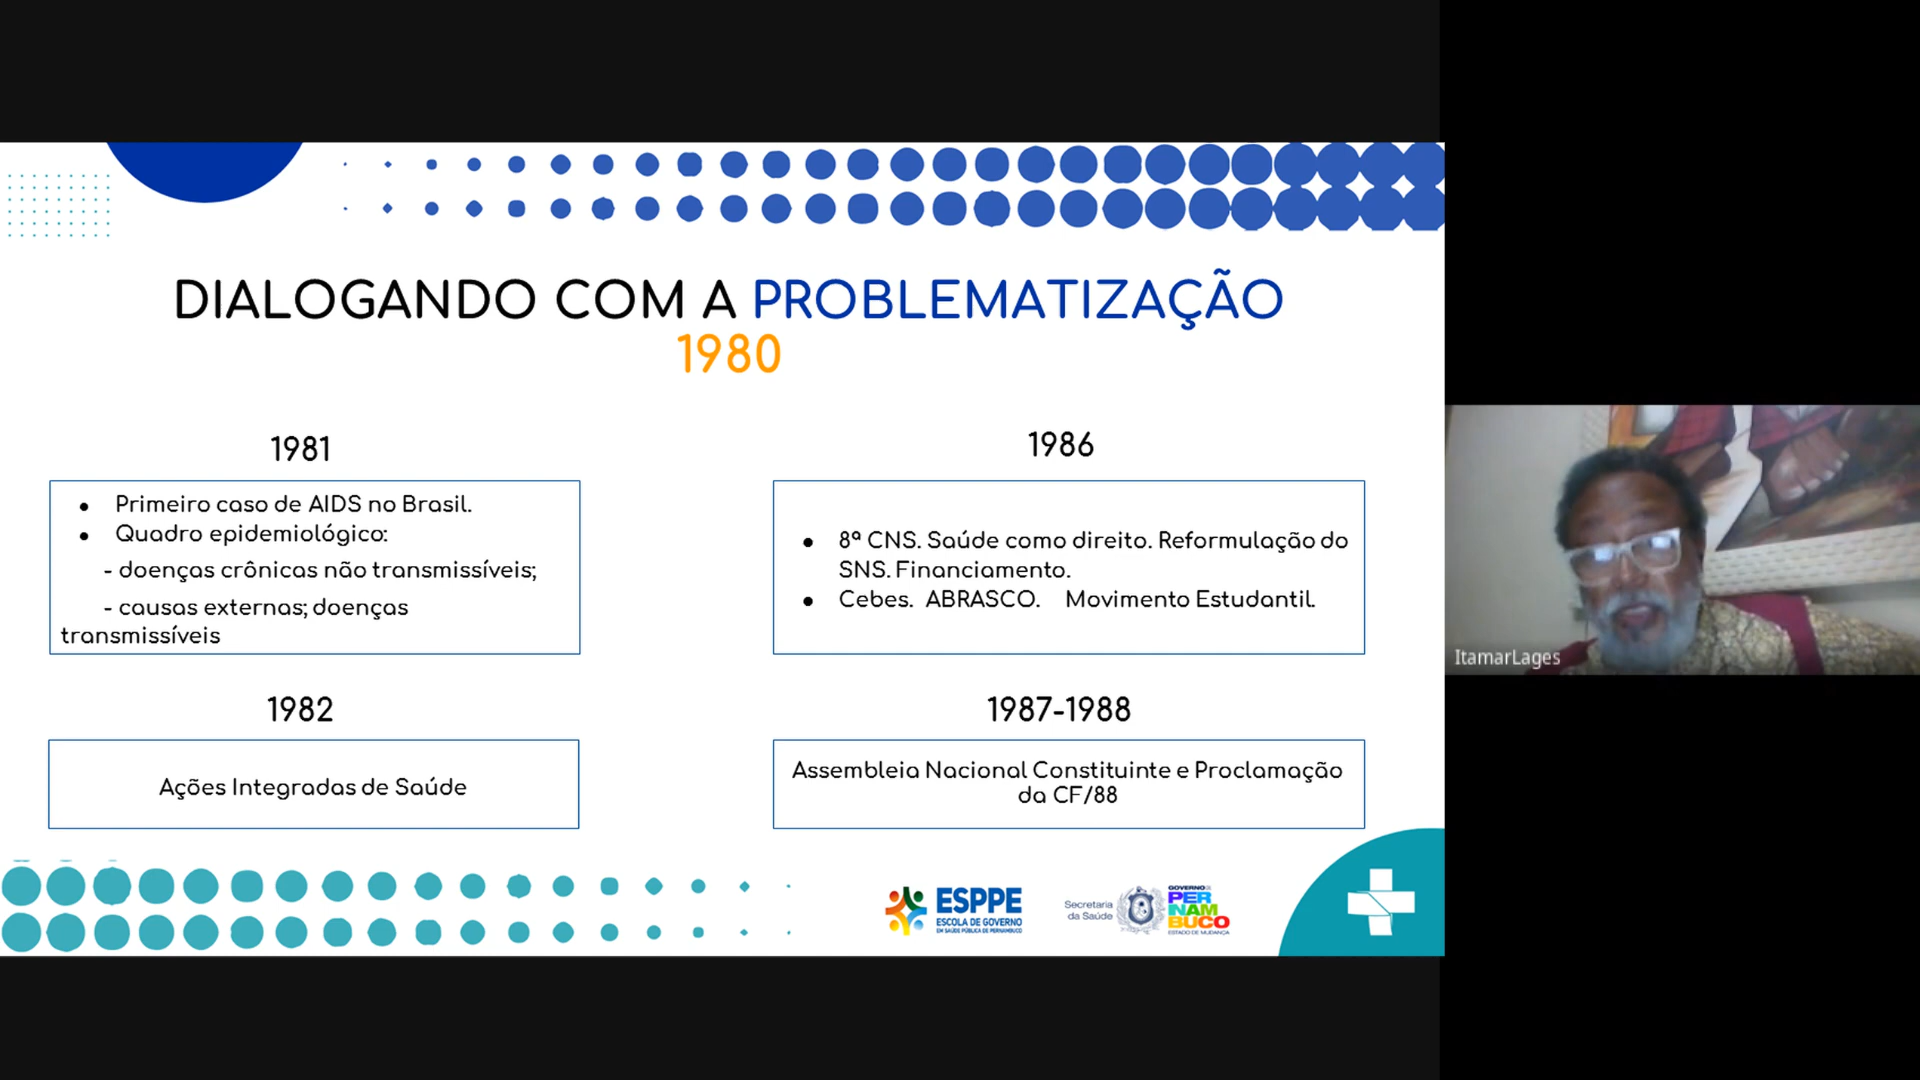 DIALOGANDO COM A PROBLEMATIZAÇÃO
1980
1981
● Primeiro caso de AIDS no Brasil.
● Quadro epidemiológico:
- doenças crônicas não transmissíveis;
- causas externas; doenças
transmissíveis
1986
● 8ª CNS. Saúde como direito. Reformulação do
SNS. Financiamento.
● Cebes. ABRASCO. Movimento Estudantil.
1982
Ações Integradas de Saúde
1987-1988
Assembleia Nacional Constituinte e Proclamação
da CF/88
ESPPE
ESCOLA DE GOVERNO
EM SAÚDE PÚBLICA DE PERNAMBUCO
Secretaria
da Saúde
GOVERNO DE
PER
NAM
BUCO
ESTADO DE MUDANÇA
ItamarLages